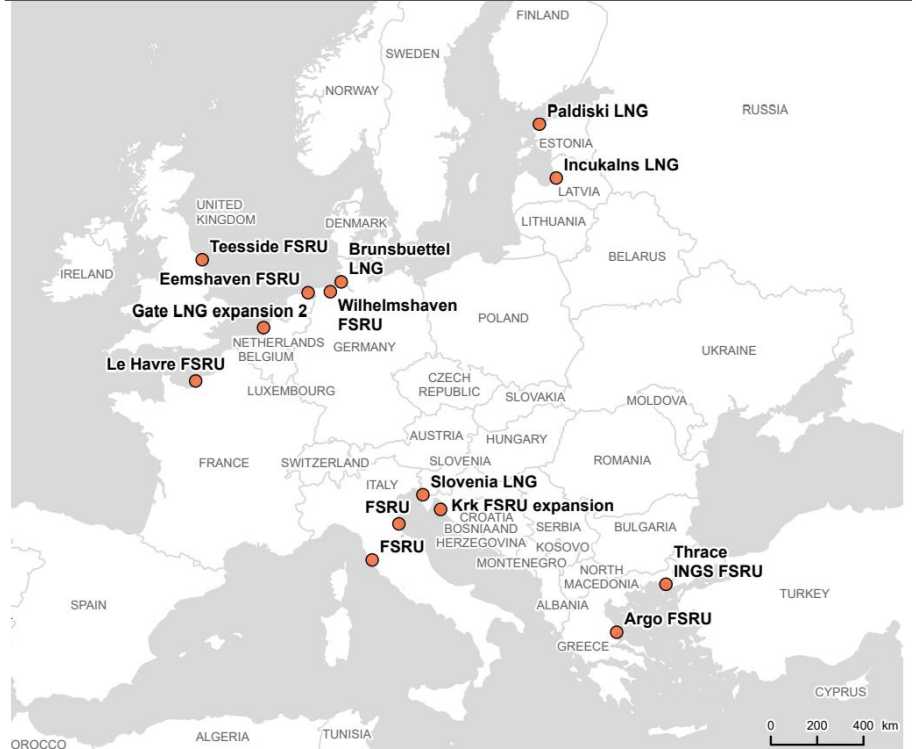 FINLAND
SWEDEN
NORWAY
RUSSIA
Paldiski LNG
ESTONIA
Incukalns LNG
LATVIA
UNITED
KINGDOM
DENMARK
LITHUANIA
Teesside FSRU
Brunsbuettel
LNG
BELARUS
IRELAND
Eemshaven FSRU
Wilhelmshaven
FSRU
Gate LNG expansion 2
POLAND
NETHERLANDS
BELGIUM
GERMANY
UKRAINE
Le Havre FSRU
LUXEMBOURG
CZECH
REPUBLIC
SLOVAKIA
MOLDOVA
AUSTRIA
HUNGARY
FRANCE
SWITZERLAND
SLOVENIA
ROMANIA
ITALY
Slovenia LNG
FSRU
Krk FSRU expansion
CROATIA
BOSNIAAND
HERZEGOVINA
SERBIA
BULGARIA
FSRU
KOSOVO
MONTENEGRO
Thrace
INGS FSRU
NORTH
MACEDONIA
SPAIN
TURKEY
ALBANIA
Argo FSRU
GREECE
CYPRUS
OROCCO
ALGERIA
TUNISIA
0 200 400 km